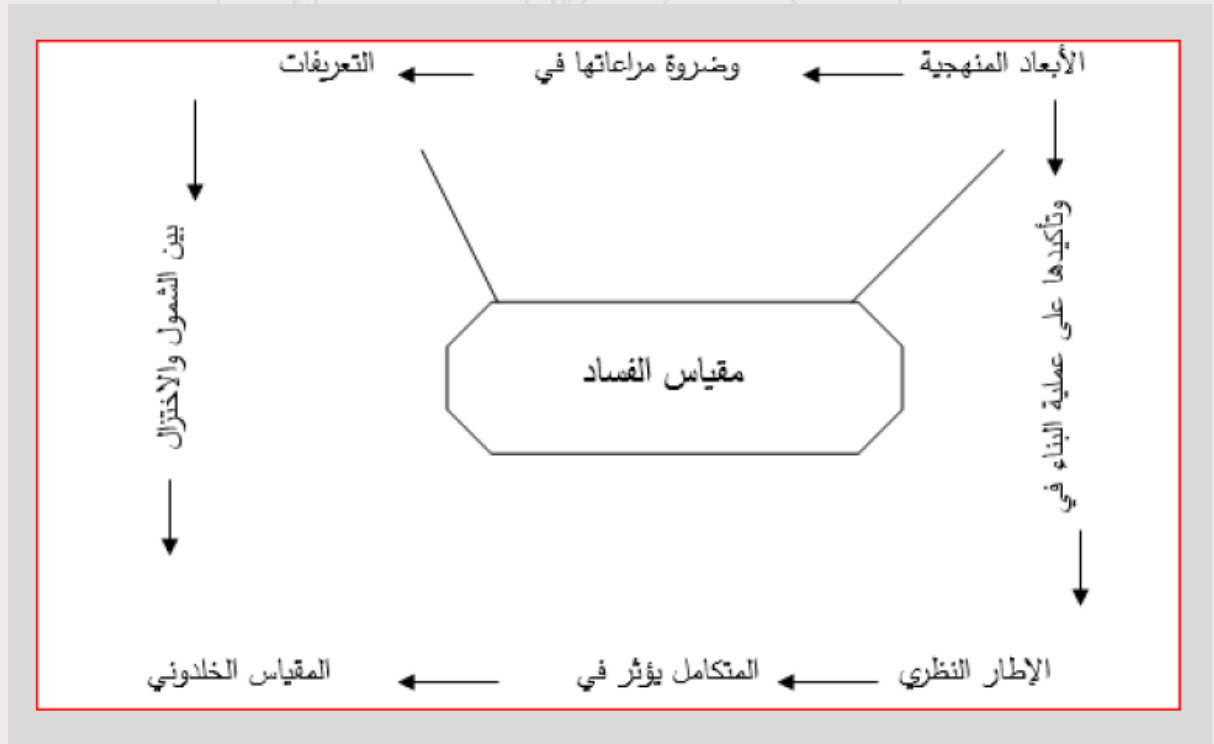 الأبعاد المنهجية
وضروة مراعاتها في
التعريفات
وتأكيدها على عملية البناء في
بين الشمول والاختزال
مقياس الفساد
الإطار النظري
المتكامل يؤثر في
المقياس الخلدوني